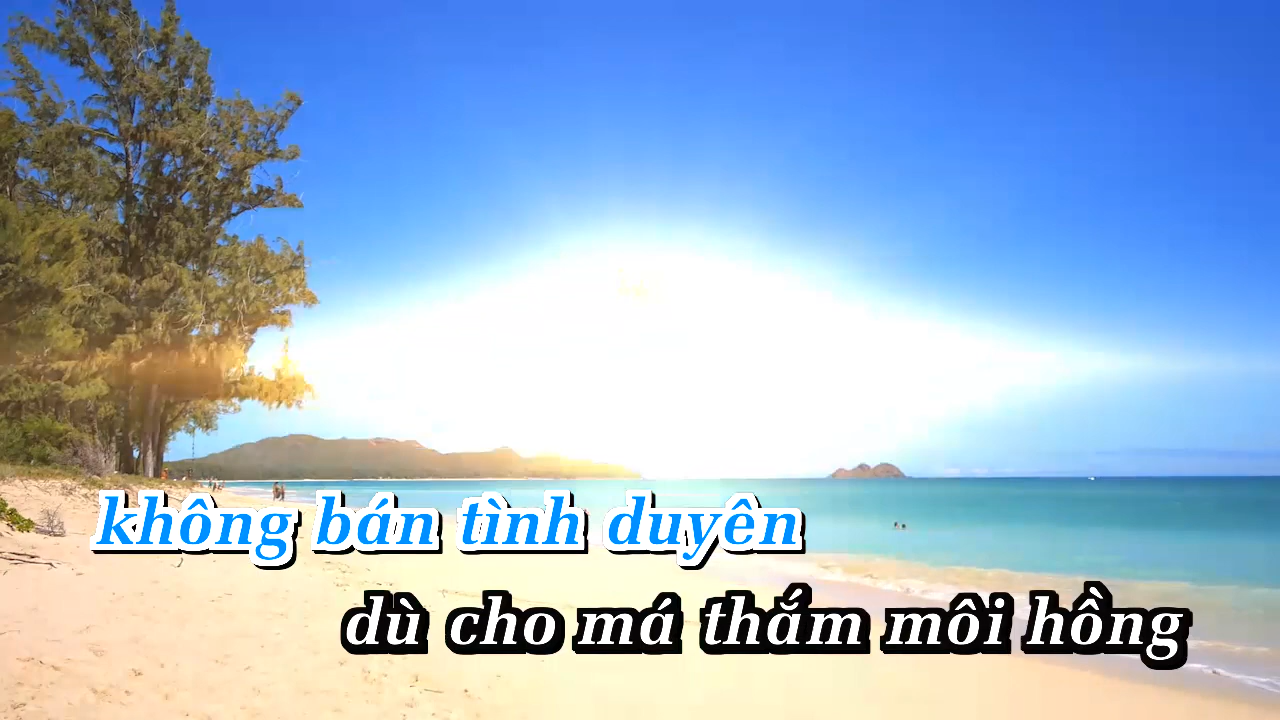 không bán tình duyên
dù cho má thắm môi hồng